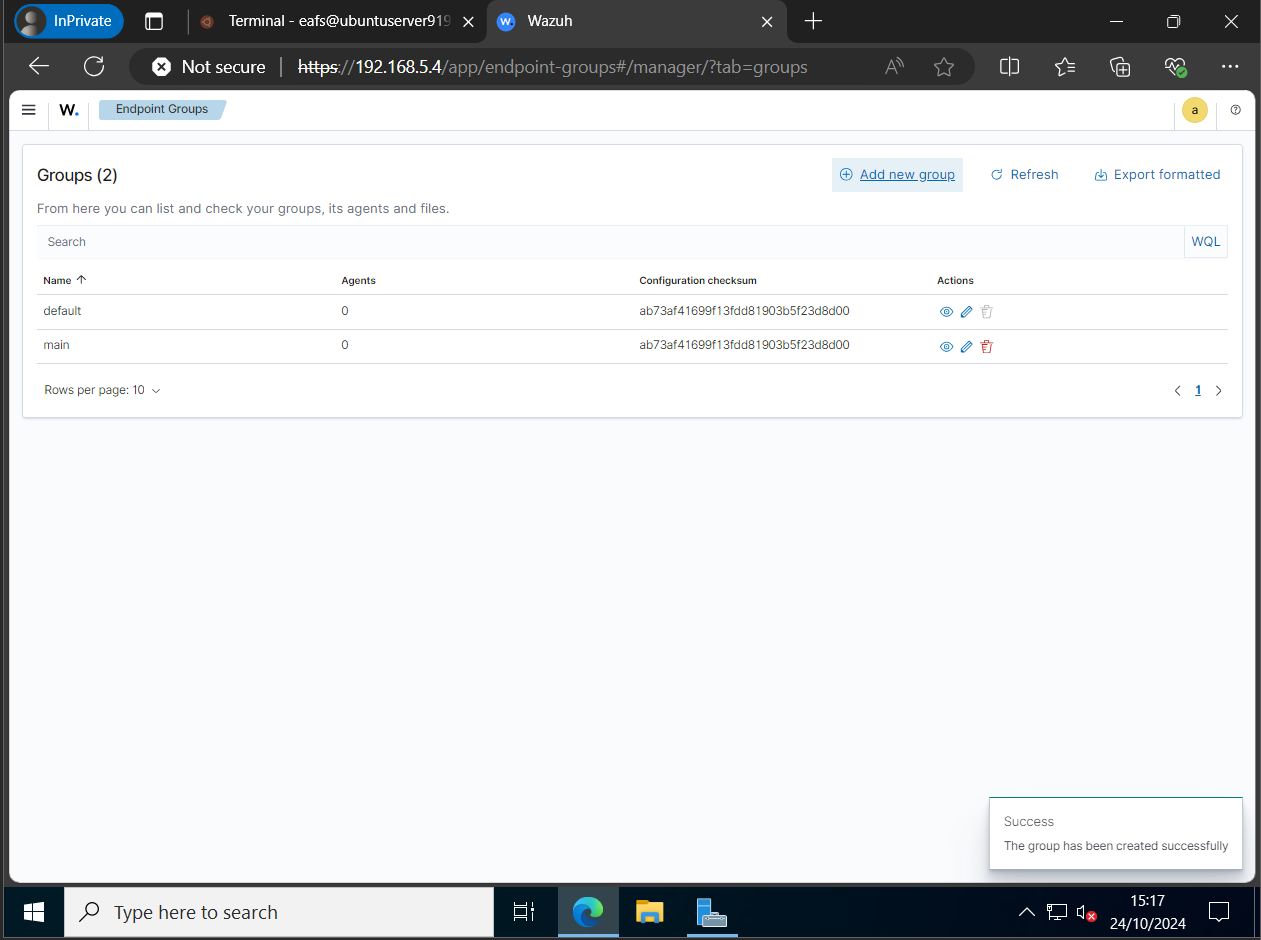 InPrivate
Terminal - eafs@ubuntuserver919
Wazuh
Not secure
https://192.168.5.4/app/endpoint-groups#/manager/?tab=groups
W.
Endpoint Groups
a
Groups (2)
Add new group
Refresh
Export formatted
From here you can list and check your groups, its agents and files.
Search
WQL
Name Agents Configuration checksum Actions
default 0 ab73af41699f13fdd81903b5f23d8d00
main 0 ab73af41699f13fdd81903b5f23d8d00
Rows per page: 10
1
Success
The group has been created successfully
Type here to search
15:17
24/10/2024